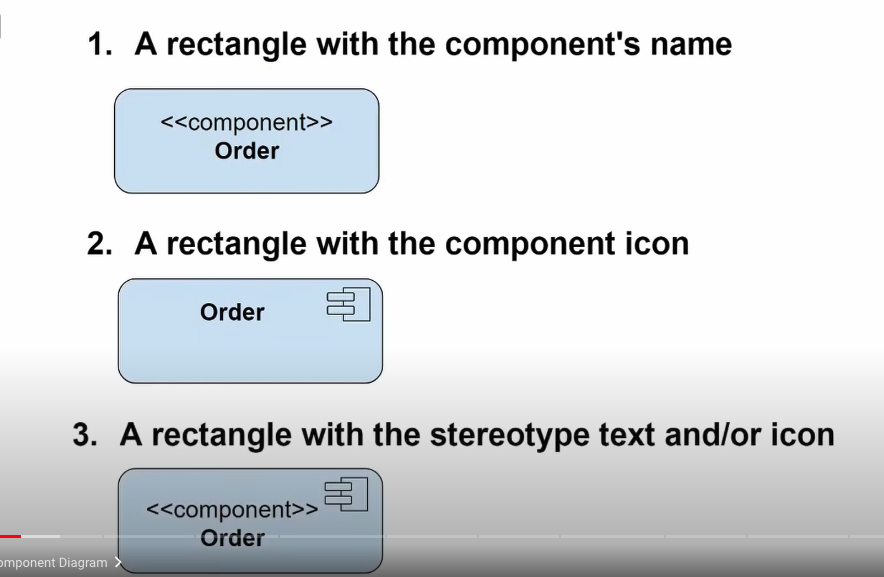 1. A rectangle with the component's name
<<component>>
Order
2. A rectangle with the component icon
Order
3. A rectangle with the stereotype text and/or icon
<<component>>
Order
Diagram